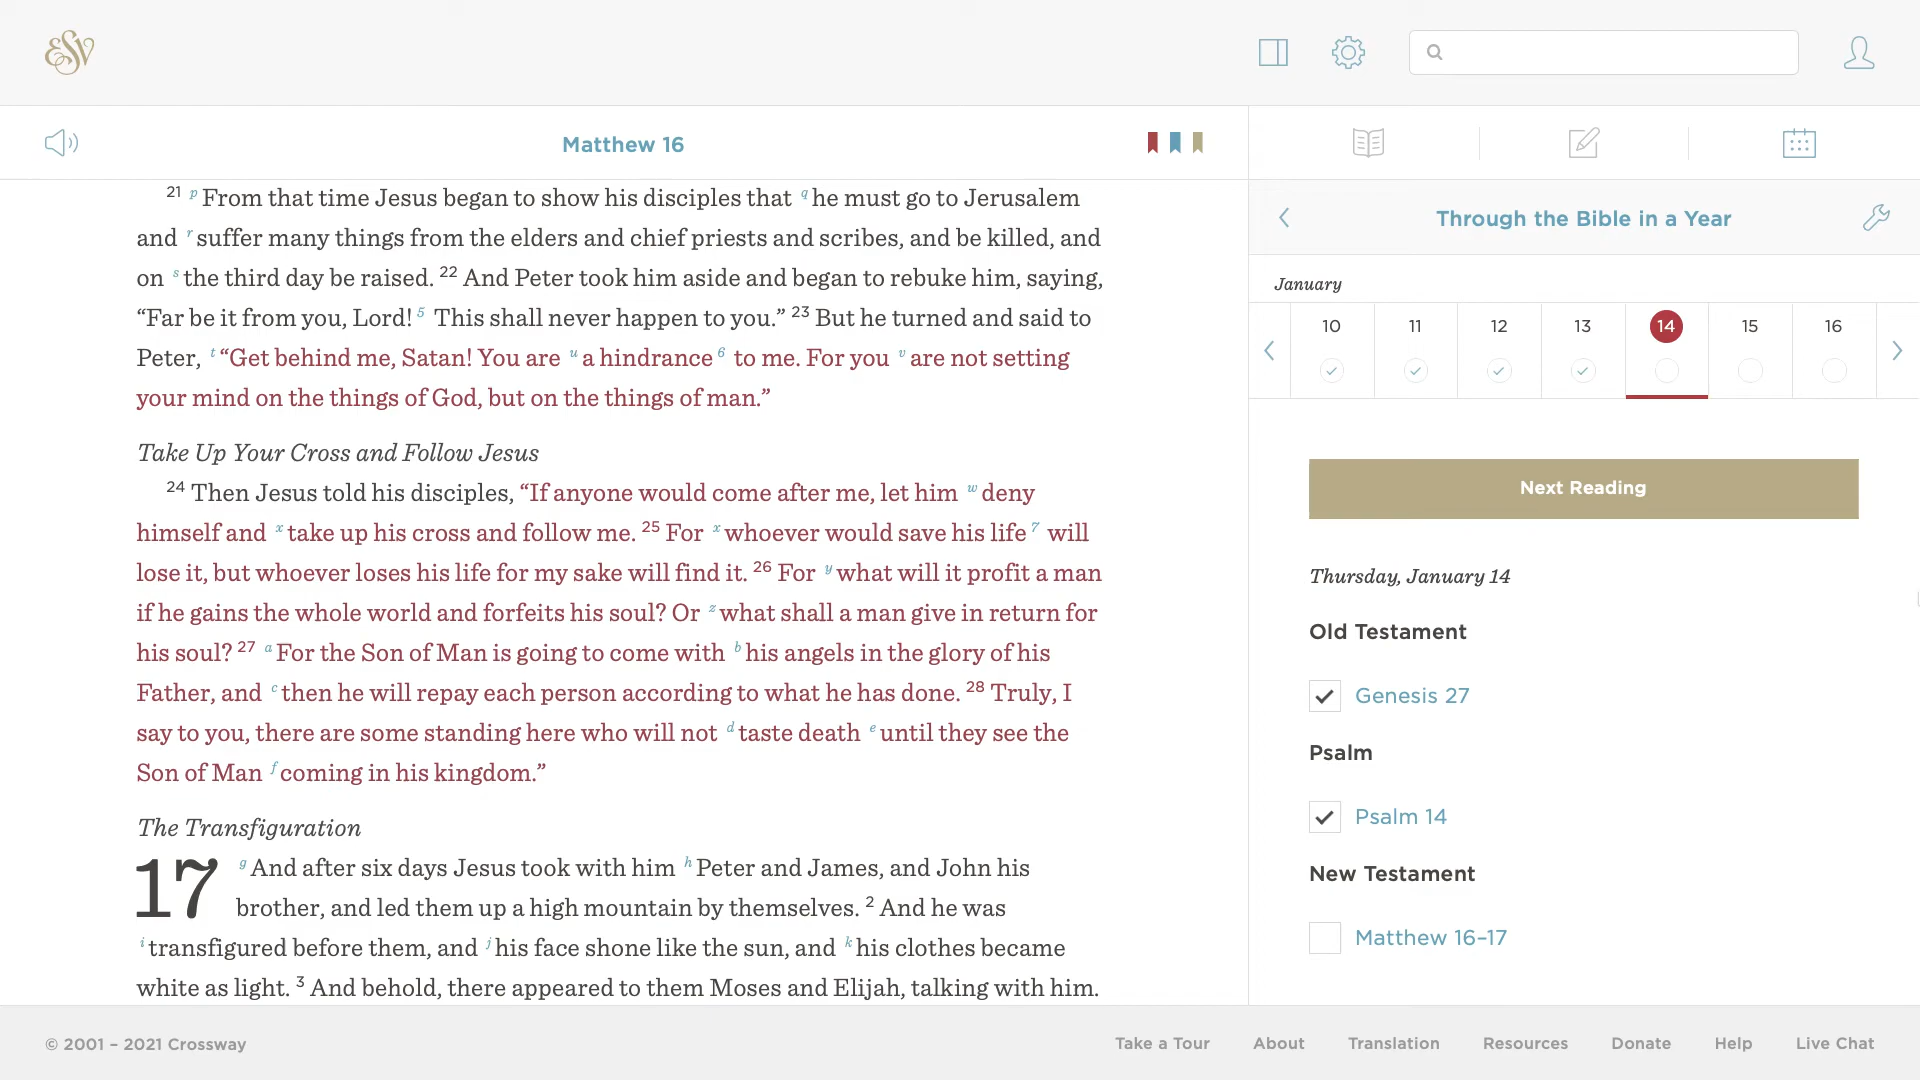 ESV
Matthew 16
21 p From that time Jesus began to show his disciples that q he must go to Jerusalem
and r suffer many things from the elders and chief priests and scribes, and be killed, and
on s the third day be raised. 22 And Peter took him aside and began to rebuke him, saying,
“Far be it from you, Lord! 5 This shall never happen to you.” 23 But he turned and said to
Peter, t “Get behind me, Satan! You are u a hindrance 6 to me. For you v are not setting
your mind on the things of God, but on the things of man.”
Take Up Your Cross and Follow Jesus
24 Then Jesus told his disciples, “If anyone would come after me, let him w deny
himself and x take up his cross and follow me. 25 For x whoever would save his life 7 will
lose it, but whoever loses his life for my sake will find it. 26 For y what will it profit a man
if he gains the whole world and forfeits his soul? Or z what shall a man give in return for
his soul? 27 a For the Son of Man is going to come with b his angels in the glory of his
Father, and c then he will repay each person according to what he has done. 28 Truly, I
say to you, there are some standing here who will not d taste death e until they see the
Son of Man f coming in his kingdom.”
The Transfiguration
17 g And after six days Jesus took with him h Peter and James, and John his
brother, and led them up a high mountain by themselves. 2 And he was
i transfigured before them, and j his face shone like the sun, and k his clothes became
white as light. 3 And behold, there appeared to them Moses and Elijah, talking with him.
Through the Bible in a Year
January
10 11 12 13 14 15 16
Next Reading
Thursday, January 14
Old Testament
Genesis 27
Psalm
Psalm 14
New Testament
Matthew 16–17
© 2001 – 2021 Crossway
Take a Tour About Translation Resources Donate Help Live Chat